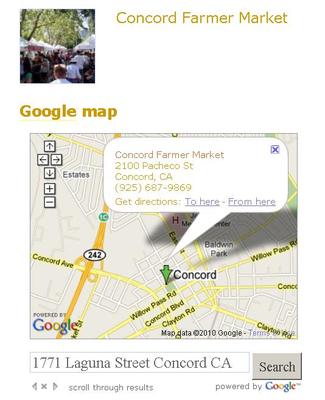 Concord Farmer Market
Google map
Concord Farmer Market
2100 Pacheco St
Concord, CA
(925) 687-9869
Get directions: To here - From here
Estates
H
Baldwin
Park
242
Concord Ave
Concord
Willow Pass Rd
Willow Pass Rd
Concord Blvd
Clayton Rd
Clayton Rd
POWERED BY
Google
Map data ©2010 Google - Terms of Use
1771 Laguna Street Concord CA
Search
scroll through results
powered by Google™